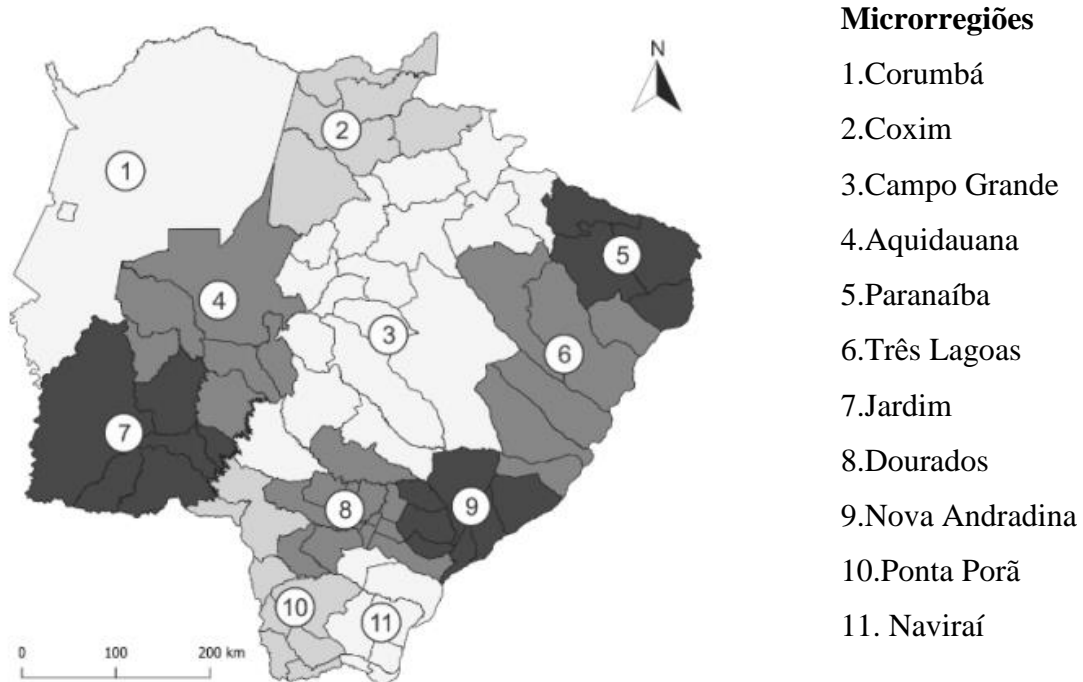 Microrregiões
1.Corumbá
2.Coxim
3.Campo Grande
4.Aquidauana
5.Paranaíba
6.Três Lagoas
7.Jardim
8.Dourados
9.Nova Andradina
10.Ponta Porã
11. Naviraí
N
1
2
3
4
5
6
7
8
9
10
11
0 100 200 km